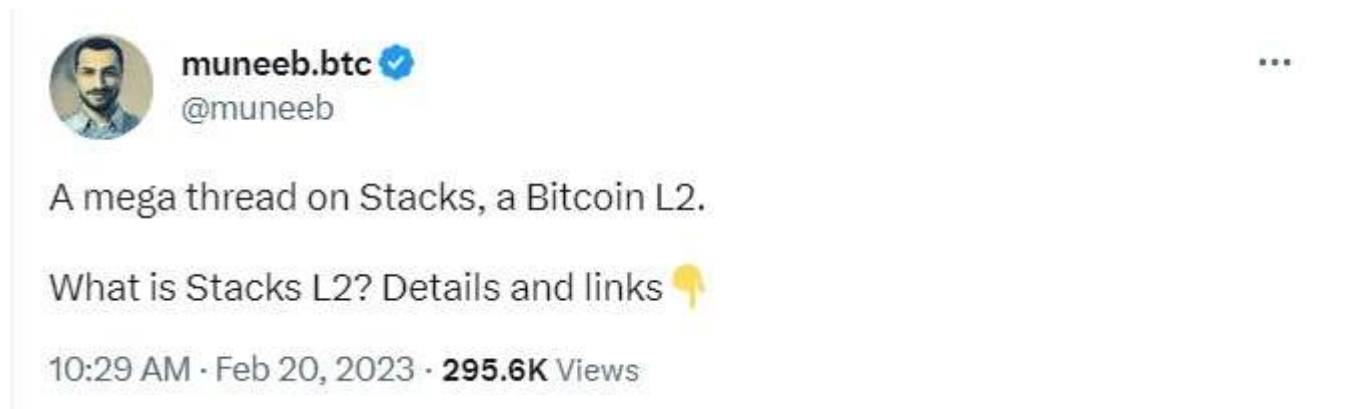 muneeb.btc
@muneeb
A mega thread on Stacks, a Bitcoin L2.
What is Stacks L2? Details and links👇
10:29 AM · Feb 20, 2023 · 295.6K Views